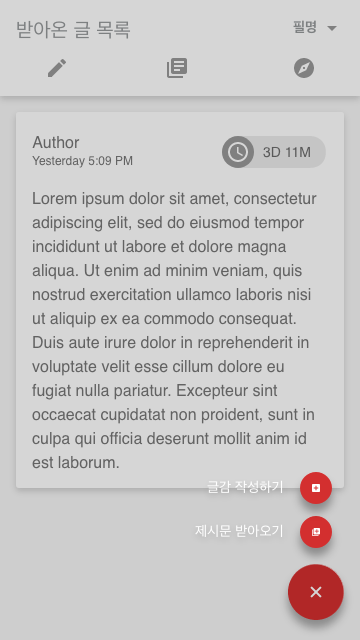 받아온 글 목록
필명
Author
Yesterday 5:09 PM
3D 11M
Lorem ipsum dolor sit amet, consectetur
adipiscing elit, sed do eiusmod tempor
incididunt ut labore et dolore magna
aliqua. Ut enim ad minim veniam, quis
nostrud exercitation ullamco laboris nisi
ut aliquip ex ea commodo consequat.
Duis aute irure dolor in reprehenderit in
voluptate velit esse cillum dolore eu
fugiat nulla pariatur. Excepteur sint
occaecat cupidatat non proident, sunt in
culpa qui officia deserunt mollit anim id
est laborum.
글감 작성하기
제시문 받아오기